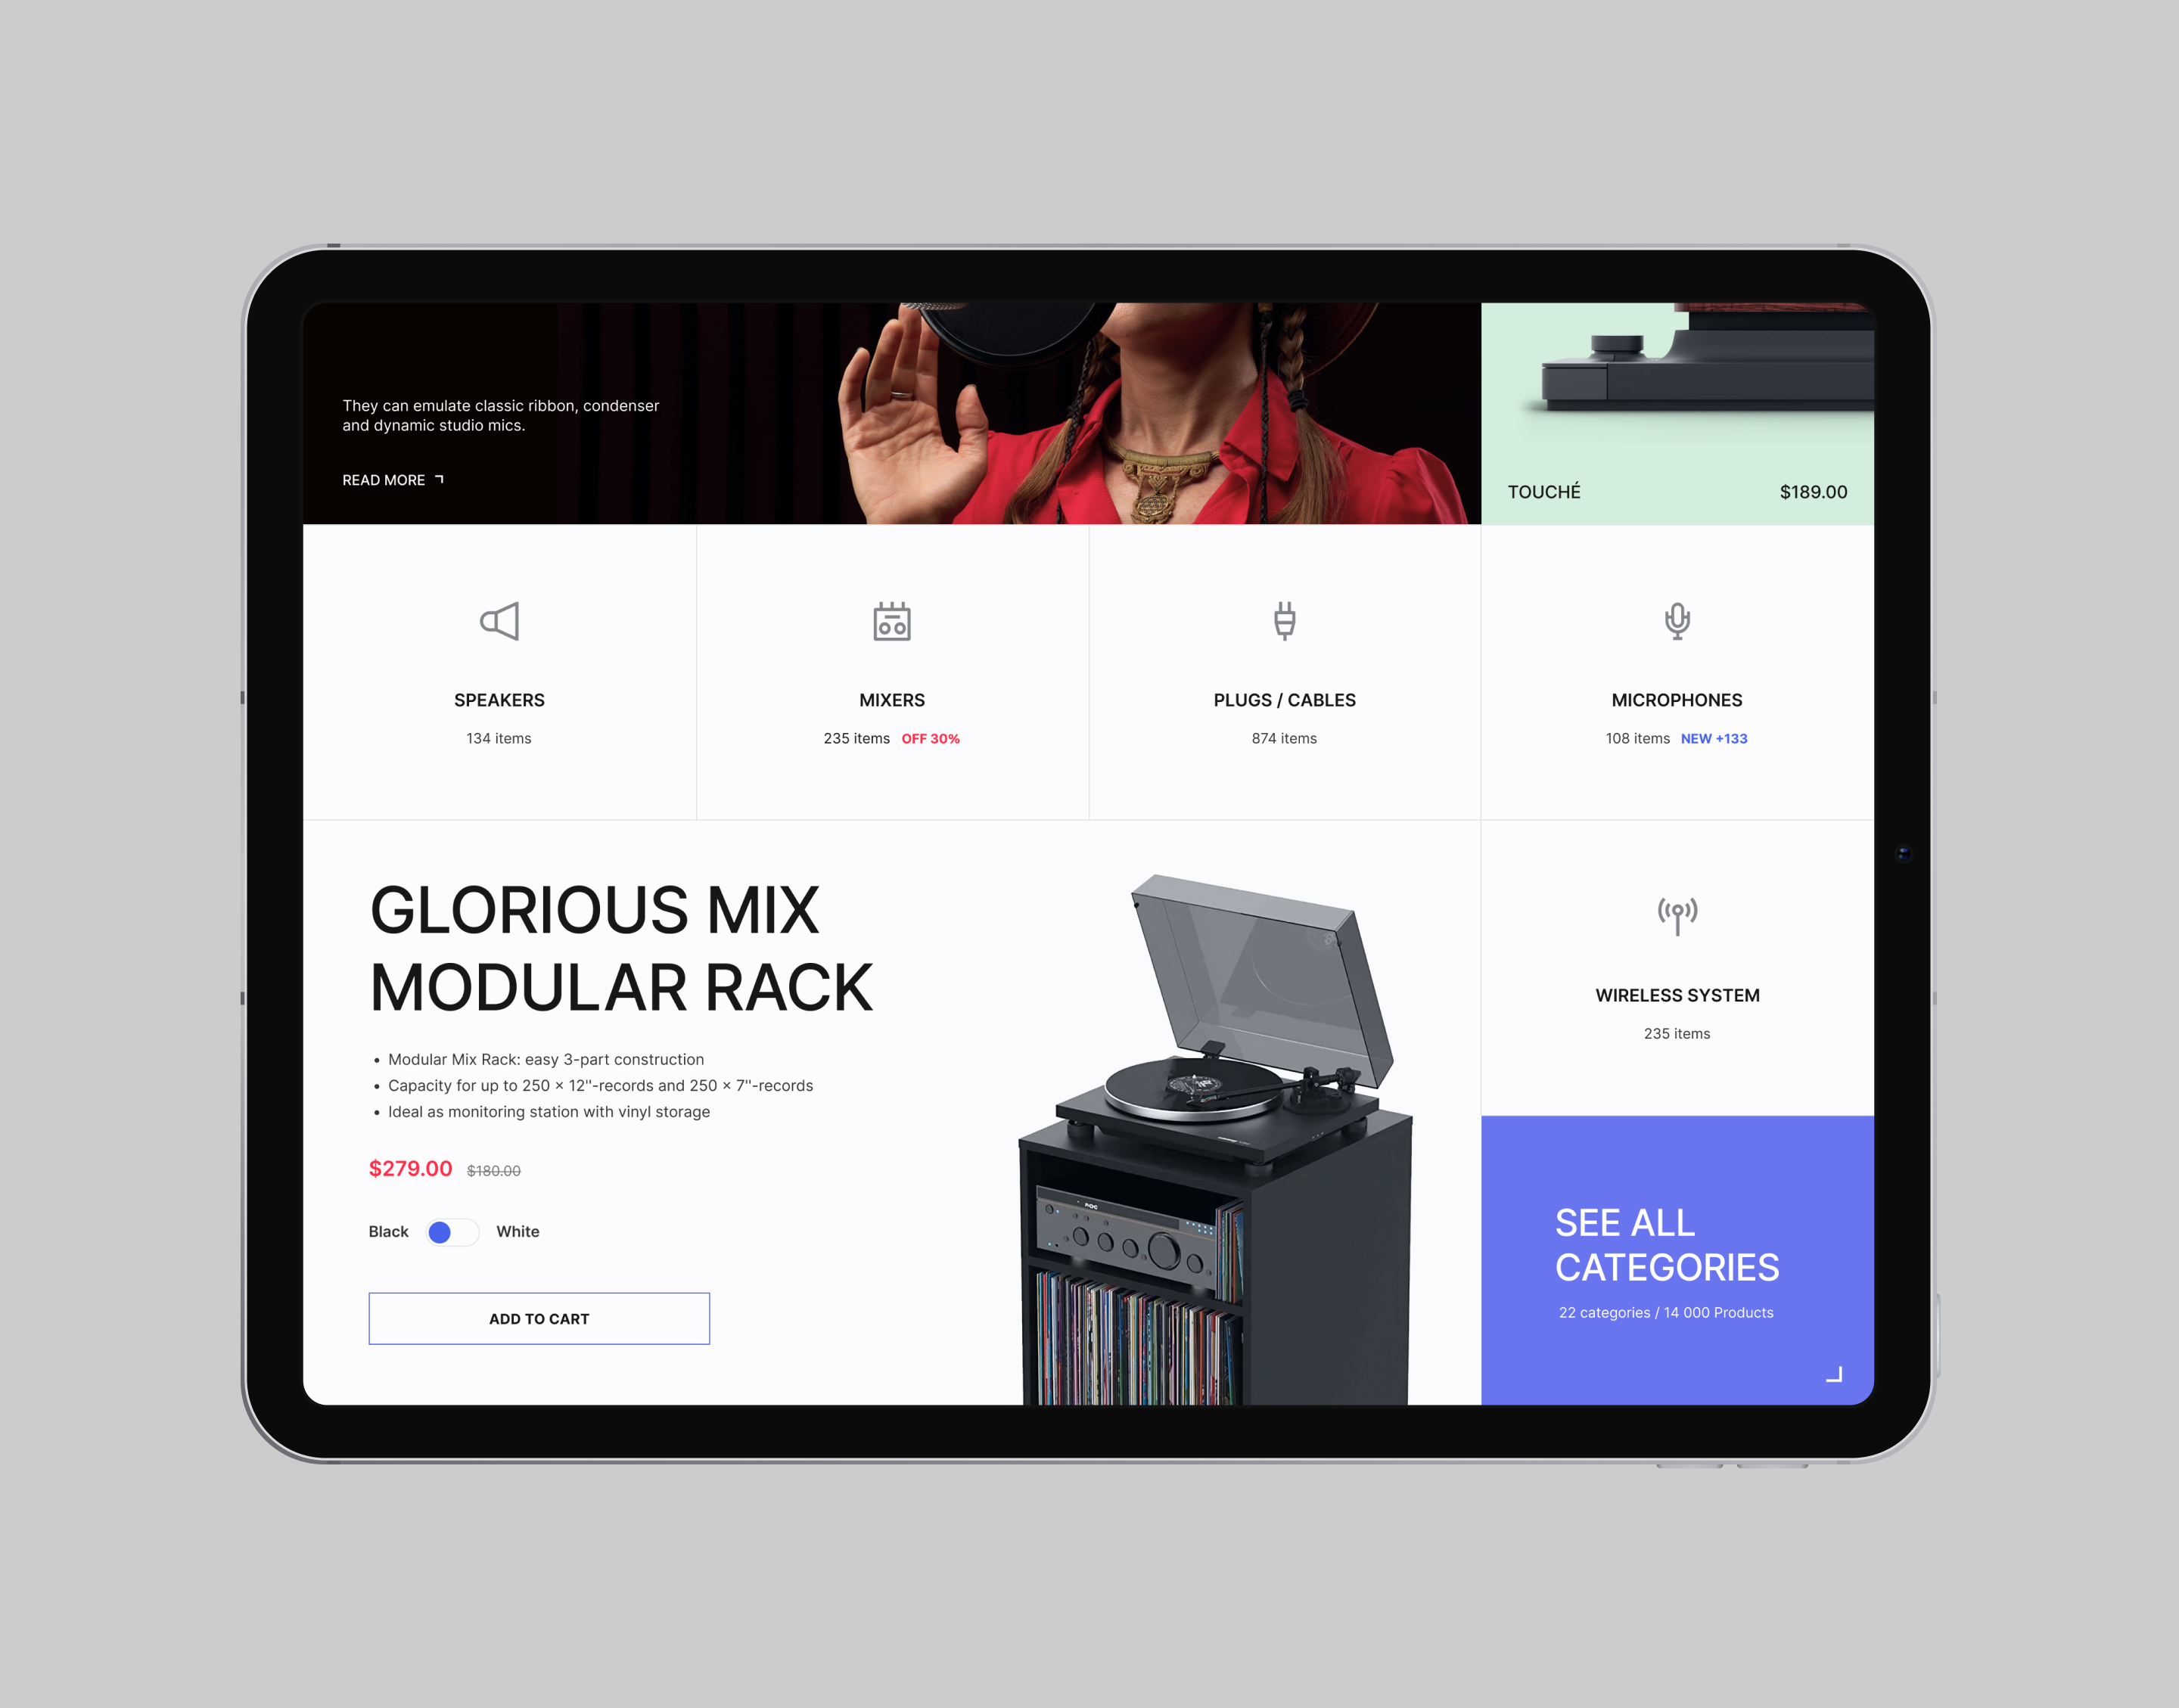 They can emulate classic ribbon, condenser
and dynamic studio mics.
READ MORE
TOUCHÉ
$189.00
SPEAKERS
134 items
MIXERS
235 items OFF 30%
PLUGS / CABLES
874 items
MICROPHONES
108 items NEW +133
GLORIOUS MIX
MODULAR RACK
• Modular Mix Rack: easy 3-part construction
• Capacity for up to 250 × 12"-records and 250 × 7"-records
• Ideal as monitoring station with vinyl storage
$279.00 $180.00
Black White
ADD TO CART
WIRELESS SYSTEM
235 items
SEE ALL
CATEGORIES
22 categories / 14 000 Products